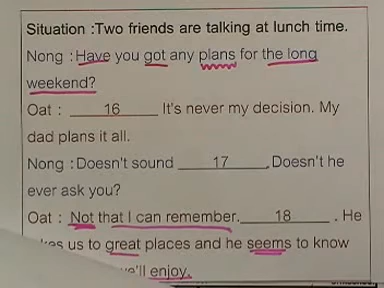 Situation :Two friends are talking at lunch time.
Nong : Have you got any plans for the long
weekend?
Oat : 16 It's never my decision. My
dad plans it all.
Nong : Doesn't sound 17 . Doesn't he
ever ask you?
Oat : Not that I can remember. 18 . He
us to great places and he seems to know
enjoy.